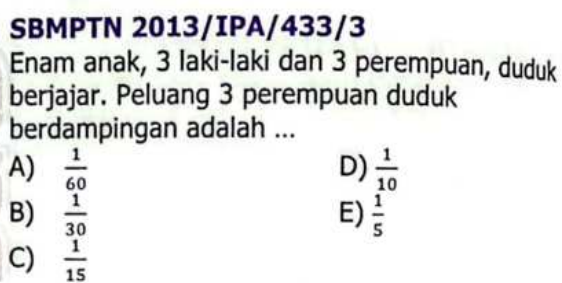 SBMPTN 2013/IPA/433/3
Enam anak, 3 laki-laki dan 3 perempuan, duduk
berjajar. Peluang 3 perempuan duduk
berdampingan adalah ...
A) 1/60
B) 1/30
C) 1/15
D) 1/10
E) 1/5